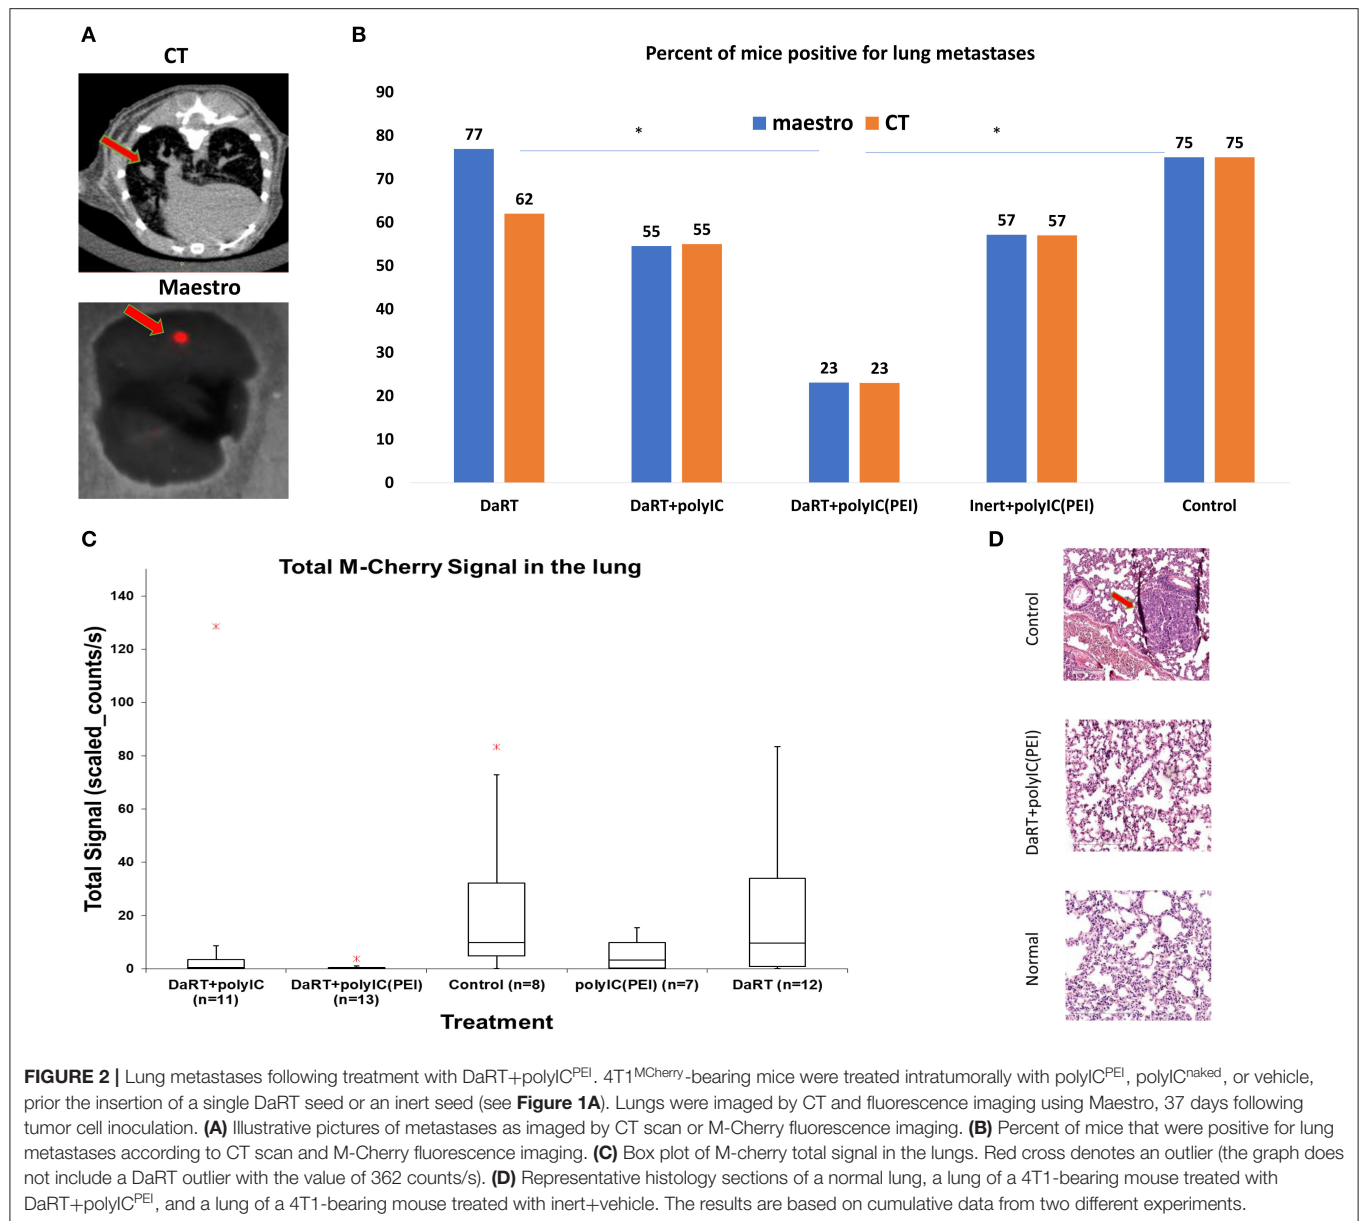 A
CT
Maestro
B
Percent of mice positive for lung metastases
maestro CT
90
80
70
60
50
40
30
20
10
0
* *
77 62 55 55 23 23 57 57 75 75
DaRT DaRT+polyIC DaRT+polyIC(PEI) Inert+polyIC(PEI) Control
C
Total M-Cherry Signal in the lung
Total Signal (scaled_counts/s)
140
120
100
80
60
40
20
0
DaRT+polyIC DaRT+polyIC(PEI) Control (n=8) polyIC(PEI) (n=7) DaRT (n=12)
(n=11) (n=13)
Treatment
D
Control
DaRT+polyIC(PEI)
Normal
FIGURE 2 | Lung metastases following treatment with DaRT+polyIC^PEI. 4T1^MCherry-bearing mice were treated intratumorally with polyIC^PEI, polyIC^naked, or vehicle,
prior the insertion of a single DaRT seed or an inert seed (see Figure 1A). Lungs were imaged by CT and fluorescence imaging using Maestro, 37 days following
tumor cell inoculation. (A) Illustrative pictures of metastases as imaged by CT scan or M-Cherry fluorescence imaging. (B) Percent of mice that were positive for lung
metastases according to CT scan and M-Cherry fluorescence imaging. (C) Box plot of M-cherry total signal in the lungs. Red cross denotes an outlier (the graph does
not include a DaRT outlier with the value of 362 counts/s). (D) Representative histology sections of a normal lung, a lung of a 4T1-bearing mouse treated with
DaRT+polyIC^PEI, and a lung of a 4T1-bearing mouse treated with inert+vehicle. The results are based on cumulative data from two different experiments.